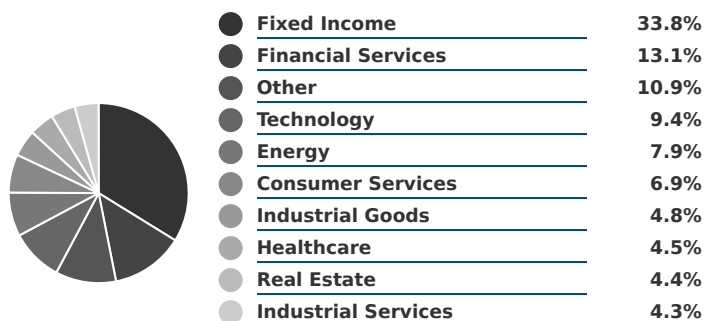 Fixed Income 33.8%
Financial Services 13.1%
Other 10.9%
Technology 9.4%
Energy 7.9%
Consumer Services 6.9%
Industrial Goods 4.8%
Healthcare 4.5%
Real Estate 4.4%
Industrial Services 4.3%